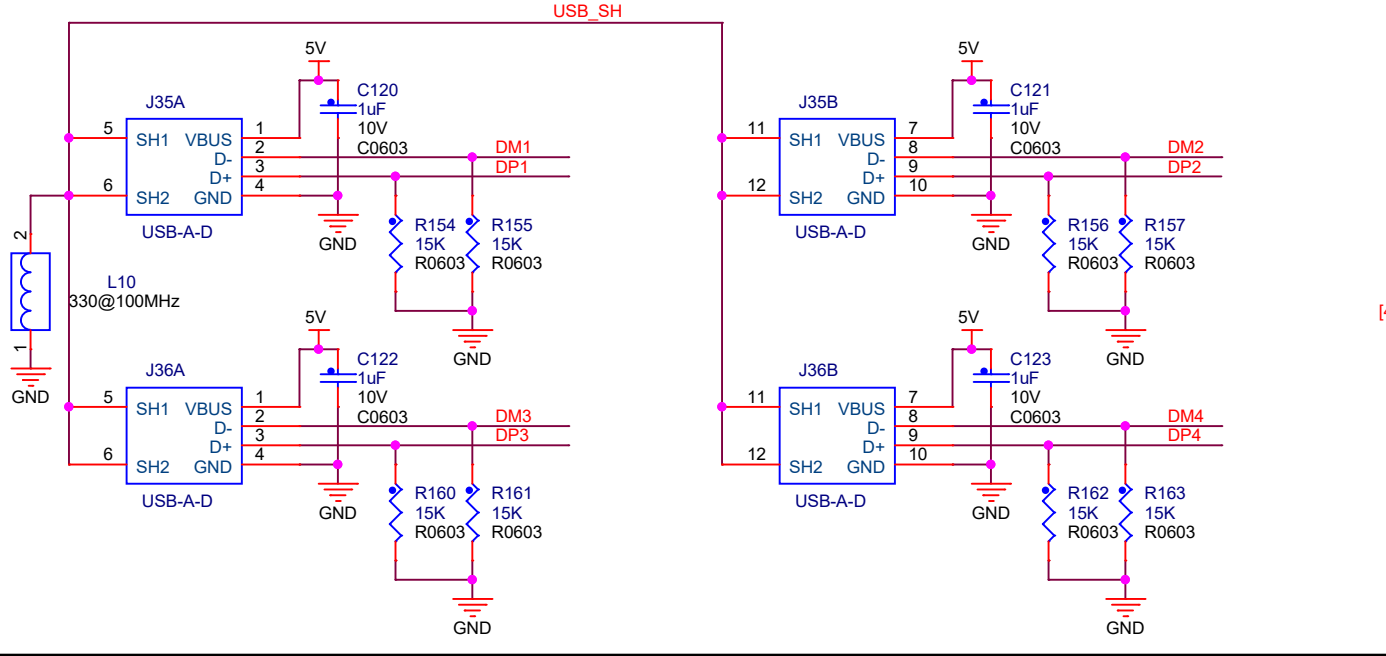 USB_SH
5V
C120
1uF
10V
C0603
J35A
5
SH1
VBUS
1
D-
2
DM1
D+
3
DP1
6
SH2
GND
4
USB-A-D
GND
R154
15K
R0603
R155
15K
R0603
GND
5V
C121
1uF
10V
C0603
J35B
11
SH1
VBUS
7
D-
8
DM2
D+
9
DP2
12
SH2
GND
10
USB-A-D
GND
R156
15K
R0603
R157
15K
R0603
GND
2
L10
330@100MHz
1
GND
5V
C122
1uF
10V
C0603
J36A
5
SH1
VBUS
1
D-
2
DM3
D+
3
DP3
6
SH2
GND
4
USB-A-D
GND
R160
15K
R0603
R161
15K
R0603
GND
5V
C123
1uF
10V
C0603
J36B
11
SH1
VBUS
7
D-
8
DM4
D+
9
DP4
12
SH2
GND
10
USB-A-D
GND
R162
15K
R0603
R163
15K
R0603
GND